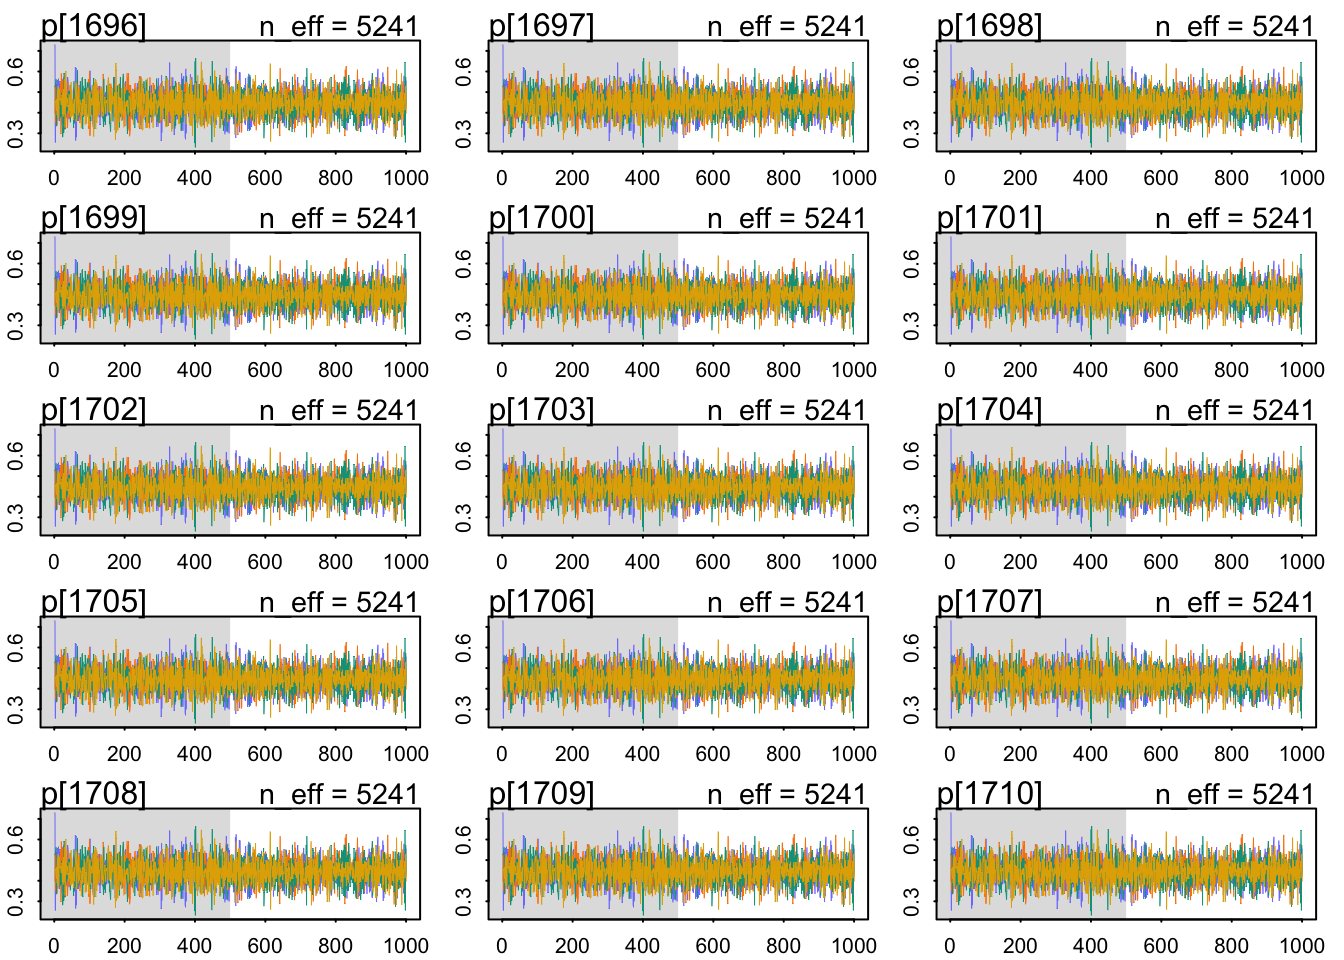 p[1696] n_eff = 5241 p[1697] n_eff = 5241 p[1698] n_eff = 5241
0.3 0.6 0.3 0.6 0.3 0.6
0 200 400 600 800 1000 0 200 400 600 800 1000 0 200 400 600 800 1000
p[1699] n_eff = 5241 p[1700] n_eff = 5241 p[1701] n_eff = 5241
0.3 0.6 0.3 0.6 0.3 0.6
0 200 400 600 800 1000 0 200 400 600 800 1000 0 200 400 600 800 1000
p[1702] n_eff = 5241 p[1703] n_eff = 5241 p[1704] n_eff = 5241
0.3 0.6 0.3 0.6 0.3 0.6
0 200 400 600 800 1000 0 200 400 600 800 1000 0 200 400 600 800 1000
p[1705] n_eff = 5241 p[1706] n_eff = 5241 p[1707] n_eff = 5241
0.3 0.6 0.3 0.6 0.3 0.6
0 200 400 600 800 1000 0 200 400 600 800 1000 0 200 400 600 800 1000
p[1708] n_eff = 5241 p[1709] n_eff = 5241 p[1710] n_eff = 5241
0.3 0.6 0.3 0.6 0.3 0.6
0 200 400 600 800 1000 0 200 400 600 800 1000 0 200 400 600 800 1000